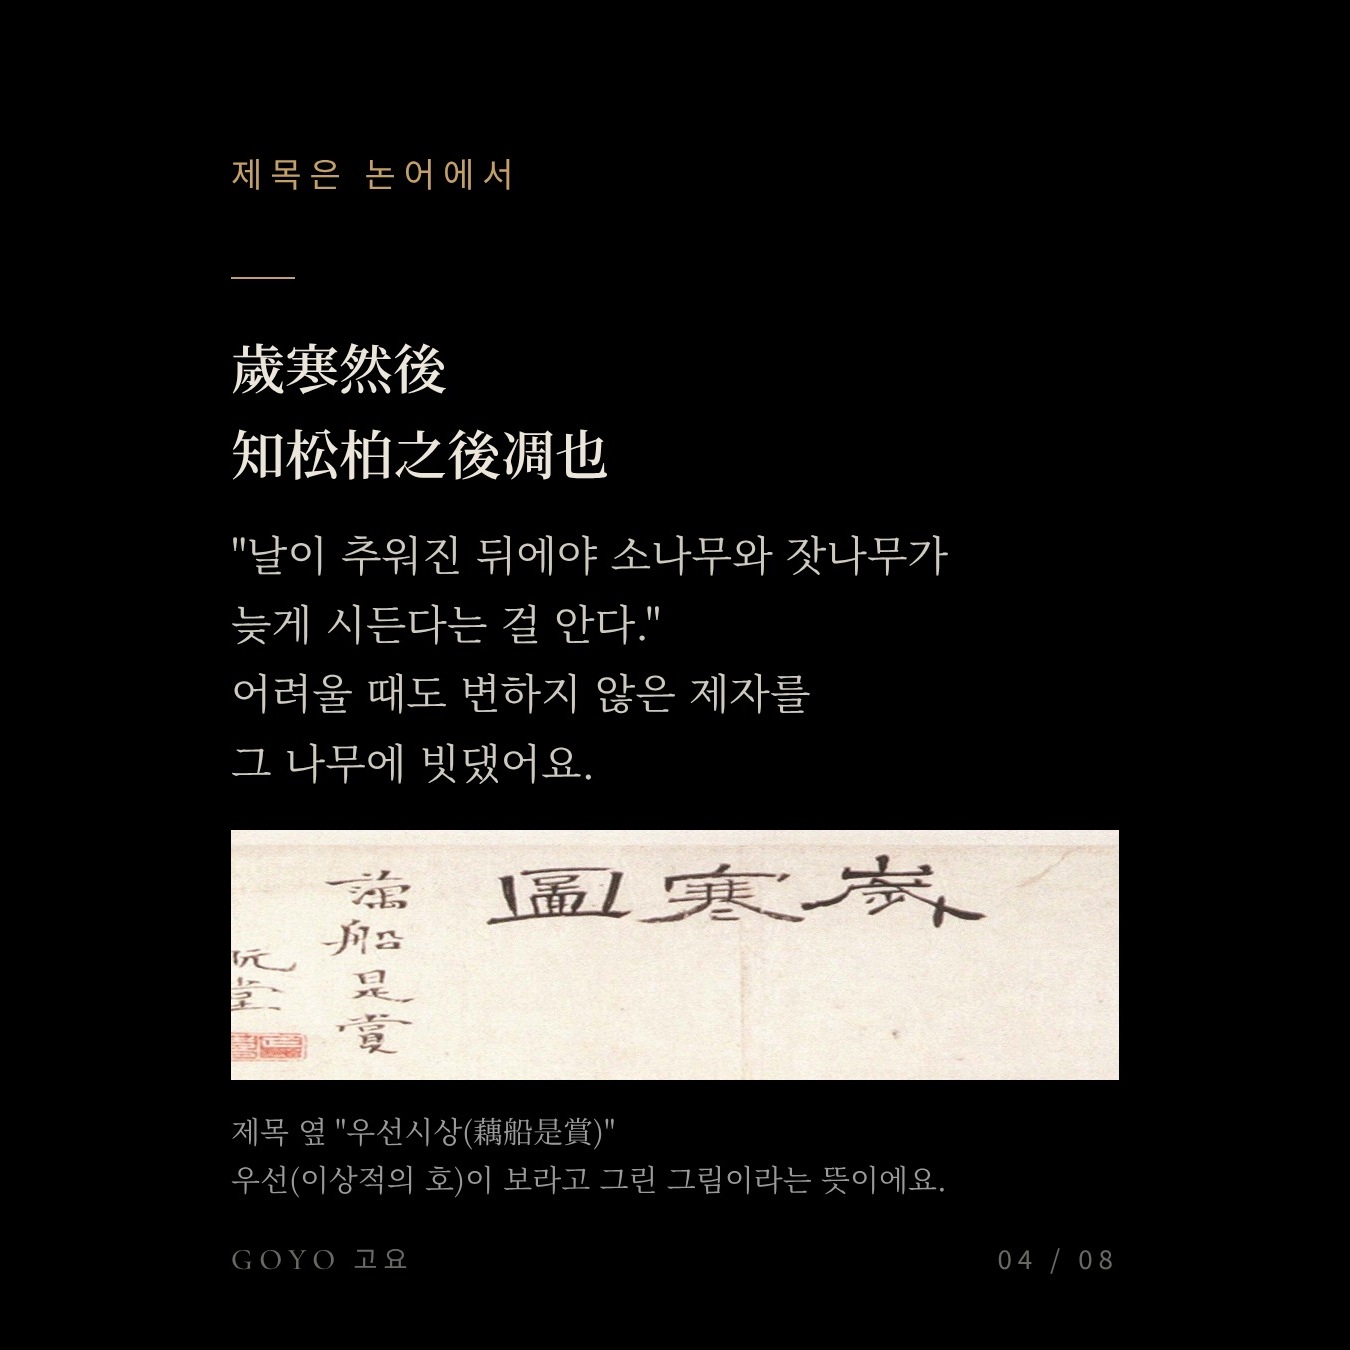 제목은 논어에서
歲寒然後
知松柏之後凋也
"날이 추워진 뒤에야 소나무와 잣나무가
늦게 시든다는 걸 안다."
어려울 때도 변하지 않은 제자를
그 나무에 빗댔어요.
歲寒圖
藕船是賞
阮堂
제목 옆 "우선시상(藕船是賞)"
우선(이상적의 호)이 보라고 그린 그림이라는 뜻이에요.
GOYO 고요
04 / 08